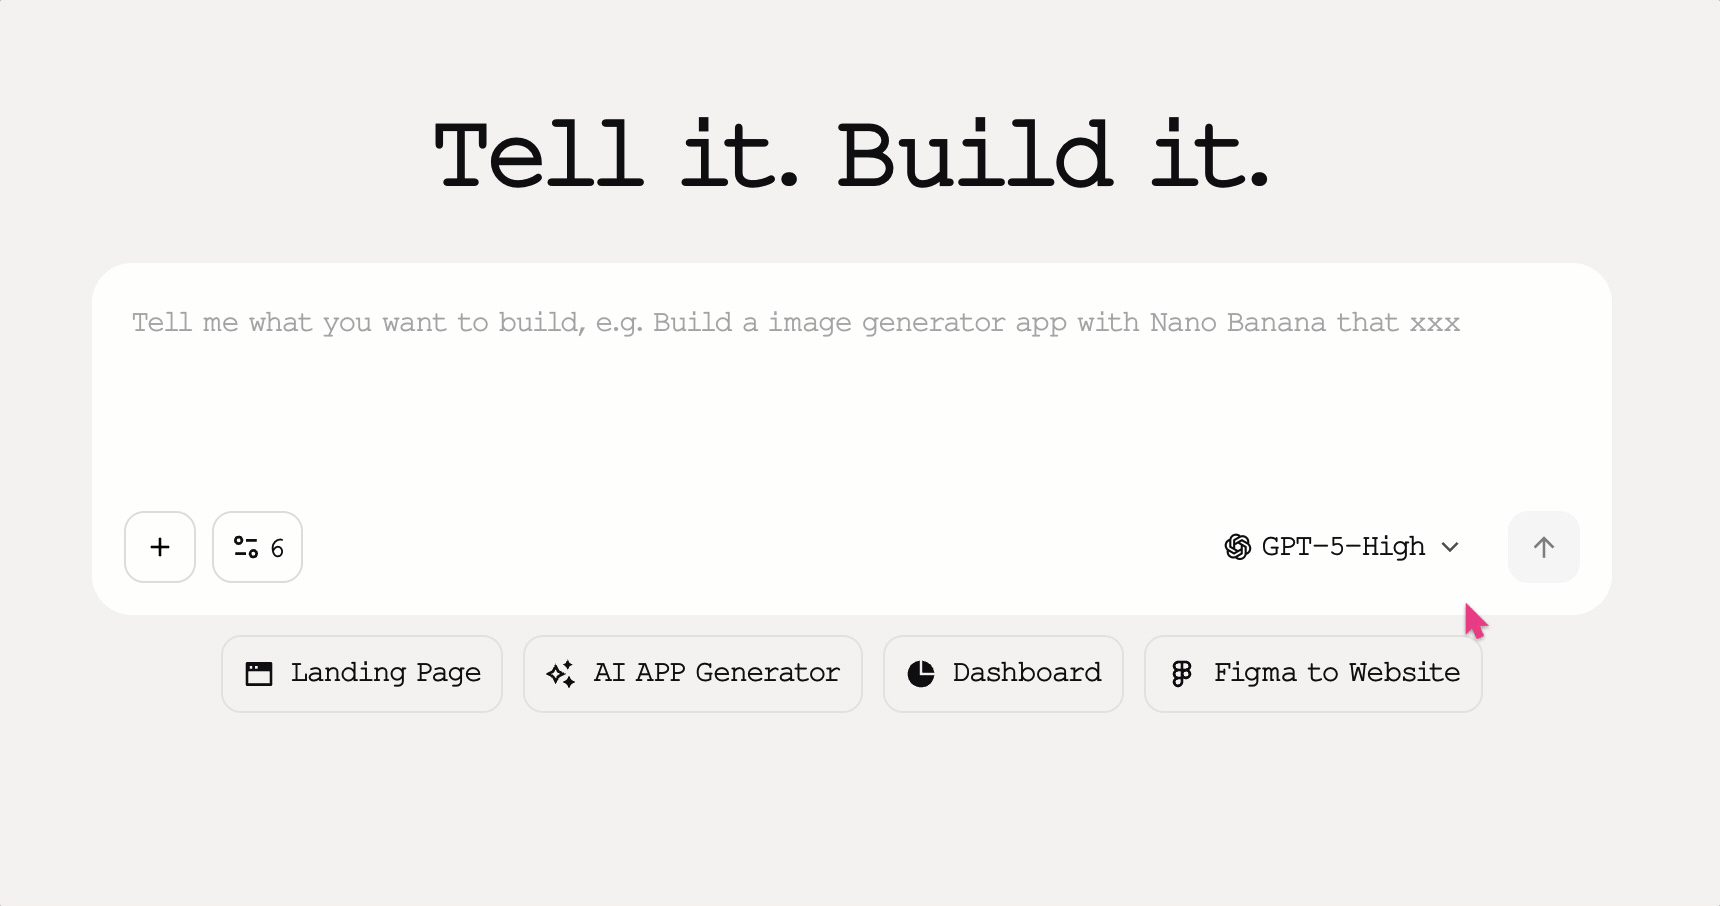 Tell it. Build it.
Tell me what you want to build, e.g. Build a image generator app with Nano Banana that xxx
6
GPT-5-High
Landing Page
AI APP Generator
Dashboard
Figma to Website